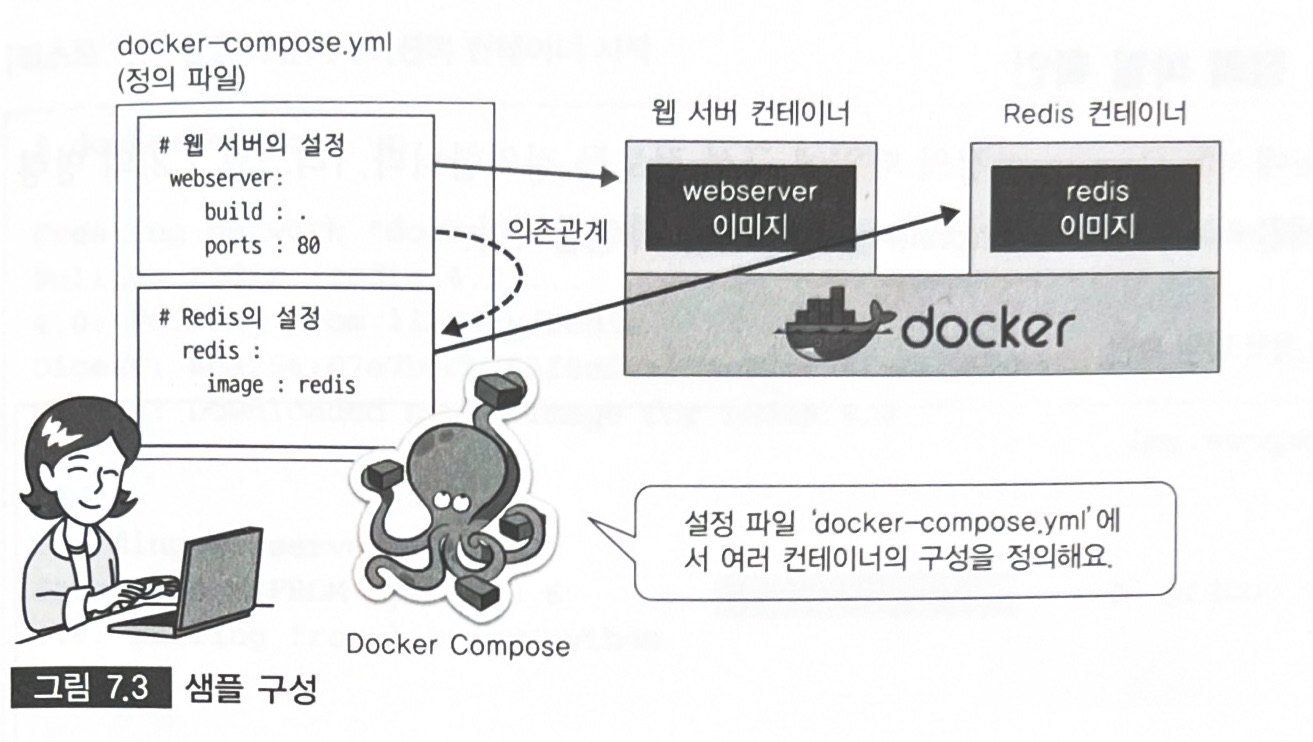 docker-compose.yml
(정의 파일)
# 웹 서버의 설정
webserver:
build : .
ports : 80
의존관계
# Redis의 설정
redis :
image : redis
웹 서버 컨테이너
Redis 컨테이너
webserver
이미지
redis
이미지
docker
설정 파일 'docker-compose.yml'에
서 여러 컨테이너의 구성을 정의해요.
Docker Compose
그림 7.3 샘플 구성